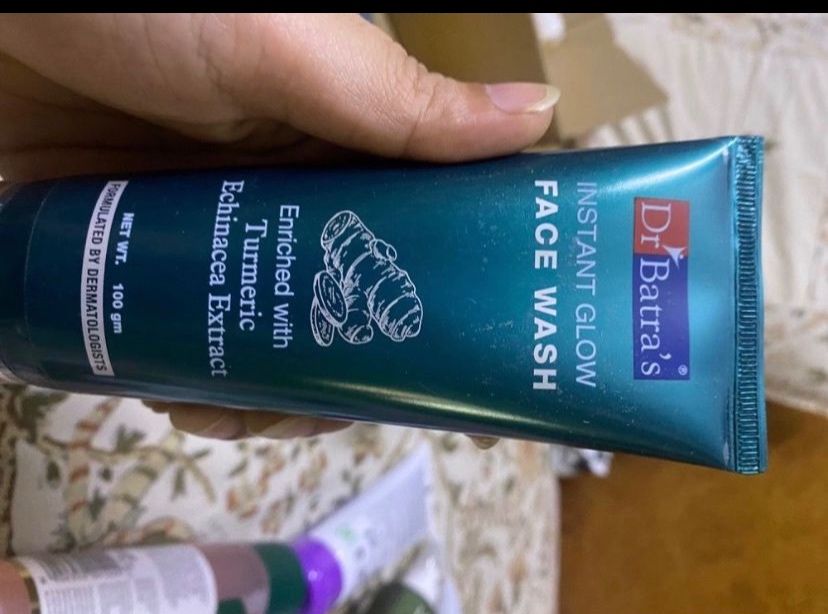 Dr Batra's®
INSTANT GLOW
FACE WASH
Enriched with
Turmeric
Echinacea Extract
NET WT. 100 gm
FORMULATED BY DERMATOLOGISTS